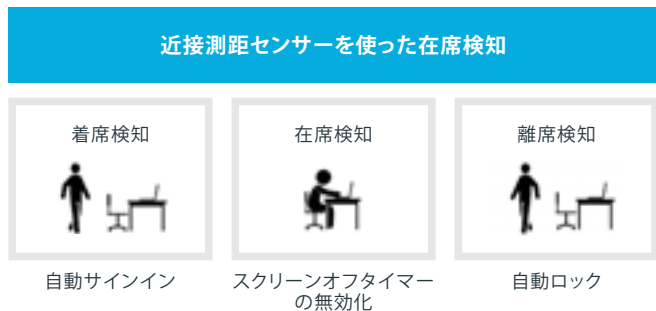 近接測距センサーを使った在席検知
着席検知
在席検知
離席検知
自動サインイン
スクリーンオフタイマー
の無効化
自動ロック